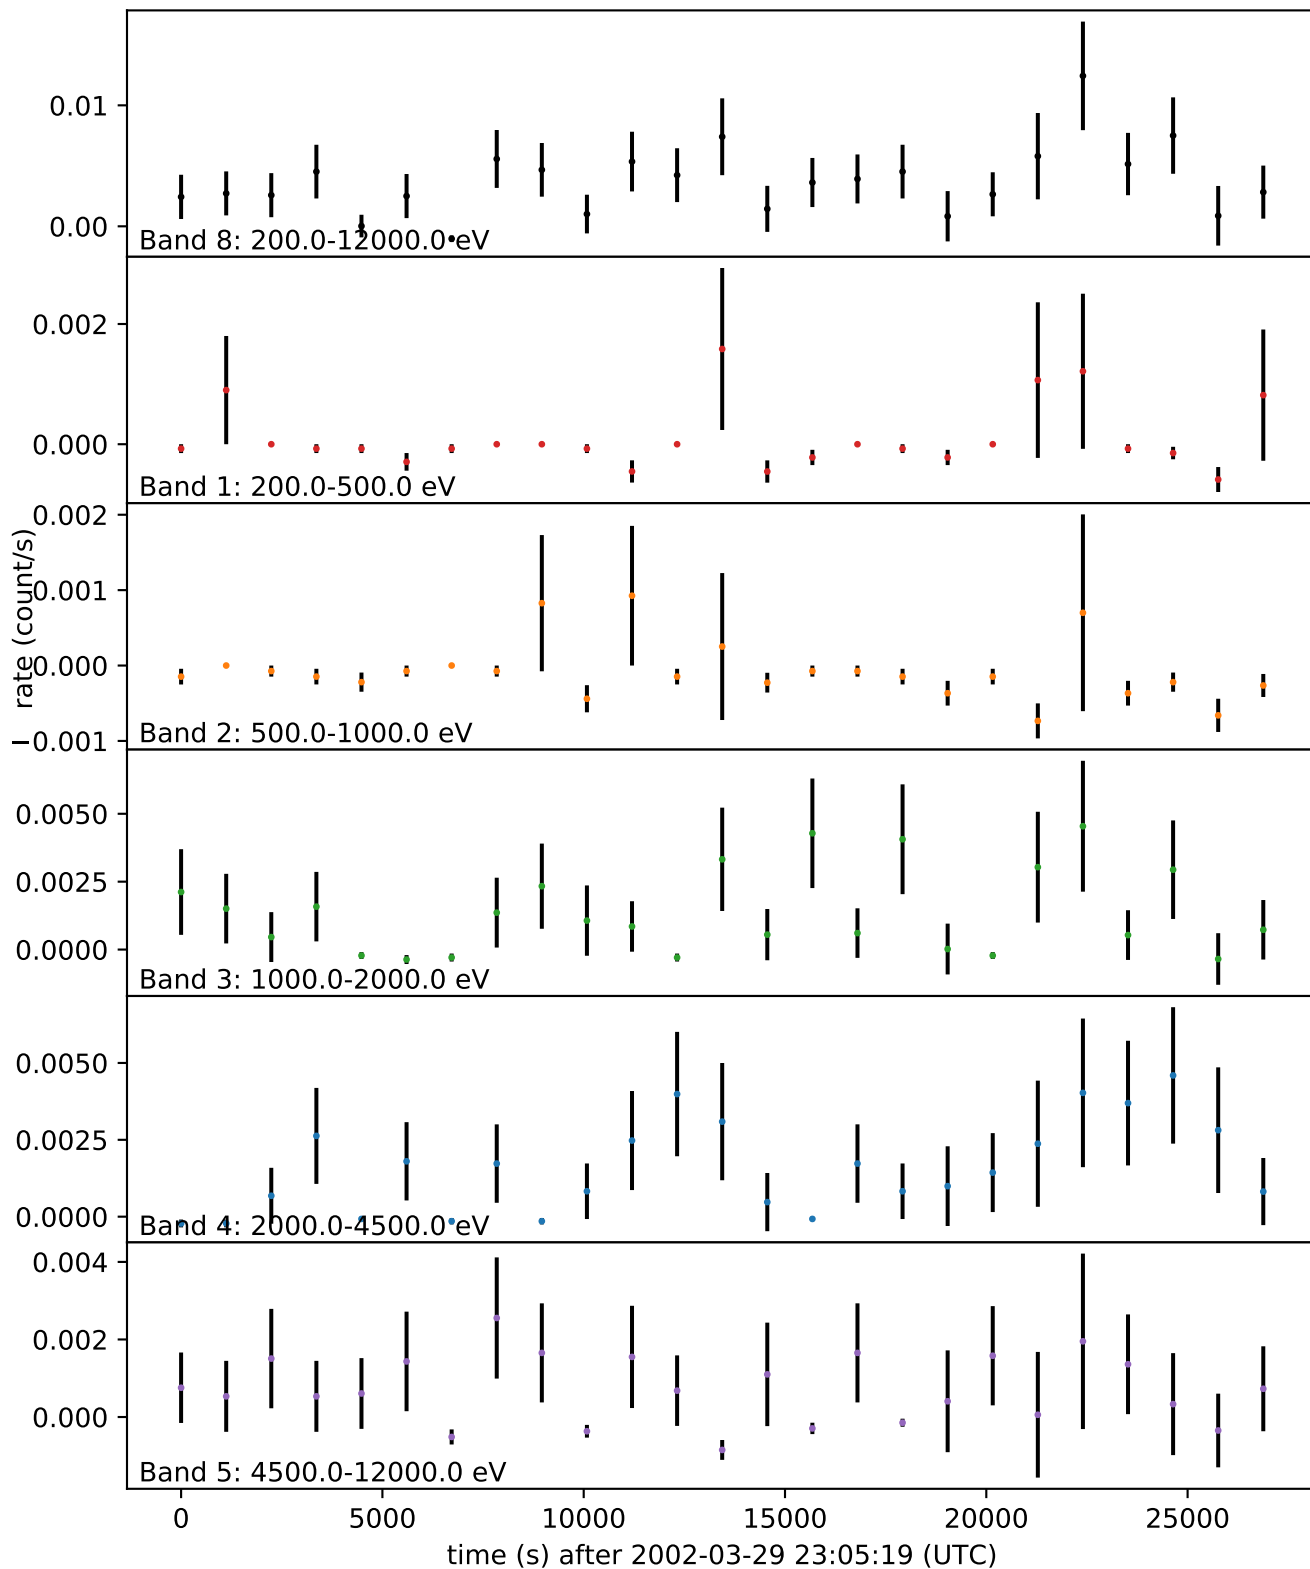 0.01
0.00
Band 8: 200.0-12000.0 eV
0.002
0.000
Band 1: 200.0-500.0 eV
rate (count/s)
0.002
0.001
0.000
−0.001
Band 2: 500.0-1000.0 eV
0.0050
0.0025
0.0000
Band 3: 1000.0-2000.0 eV
0.0050
0.0025
0.0000
Band 4: 2000.0-4500.0 eV
0.004
0.002
0.000
Band 5: 4500.0-12000.0 eV
0 5000 10000 15000 20000 25000
time (s) after 2002-03-29 23:05:19 (UTC)